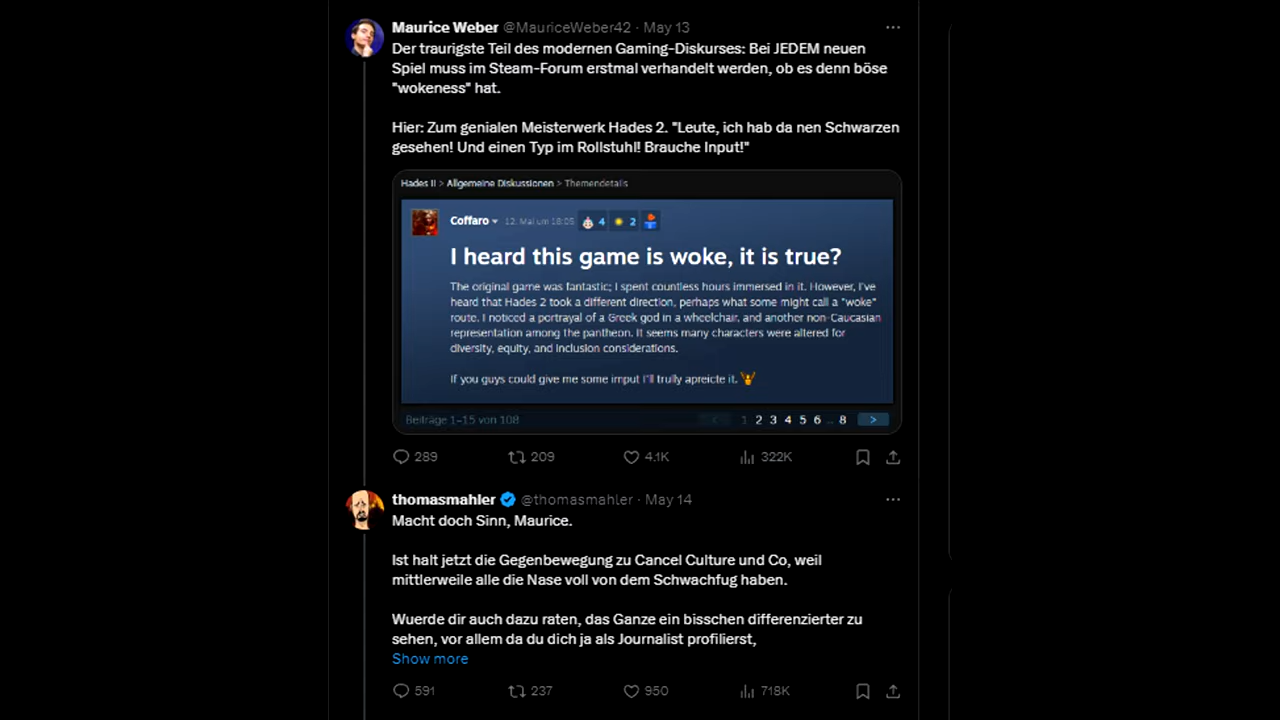 Maurice Weber @MauriceWeber42 · May 13 ...
Der traurigste Teil des modernen Gaming-Diskurses: Bei JEDEM neuen
Spiel muss im Steam-Forum erstmal verhandelt werden, ob es denn böse
"wokeness" hat.
Hier: Zum genialen Meisterwerk Hades 2. "Leute, ich hab da nen Schwarzen
gesehen! Und einen Typ im Rollstuhl! Brauche Input!"
Hades II > Allgemeine Diskussionen > Themendetails
Coffaro 12. Mai um 18:05 4 2
I heard this game is woke, it is true?
The original game was fantastic; I spent countless hours immersed in it. However, I've
heard that Hades 2 took a different direction, perhaps what some might call a "woke"
route. I noticed a portrayal of a Greek god in a wheelchair, and another non-Caucasian
representation among the pantheon. It seems many characters were altered for
diversity, equity, and inclusion considerations.
If you guys could give me some imput I'll trully apreicte it.
Beiträge 1-15 von 108 < 1 2 3 4 5 6 ... 8 >
289 209 4.1K 322K
thomasmahler @thomasmahler · May 14 ...
Macht doch Sinn, Maurice.
Ist halt jetzt die Gegenbewegung zu Cancel Culture und Co, weil
mittlerweile alle die Nase voll von dem Schwachfug haben.
Wuerde dir auch dazu raten, das Ganze ein bisschen differenzierter zu
sehen, vor allem da du dich ja als Journalist profilierst,
Show more
591 237 950 718K